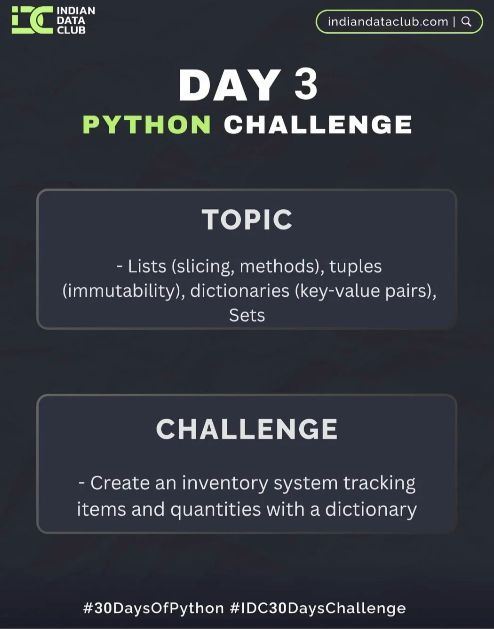 INDIAN
DATA
CLUB
indiandataclub.com |
DAY 3
PYTHON CHALLENGE
TOPIC
- Lists (slicing, methods), tuples
(immutability), dictionaries (key-value pairs),
Sets
CHALLENGE
- Create an inventory system tracking
items and quantities with a dictionary
#30DaysOfPython #IDC30DaysChallenge